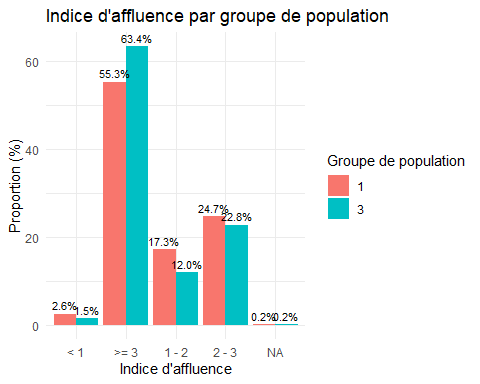 Indice d'affluence par groupe de population
63.4%
55.3%
24.7%
22.8%
17.3%
12.0%
2.6%
1.5%
0.2%
0.2%
60
40
20
0
Proportion (%)
< 1
>= 3
1 - 2
2 - 3
NA
Indice d'affluence
Groupe de population
1
3